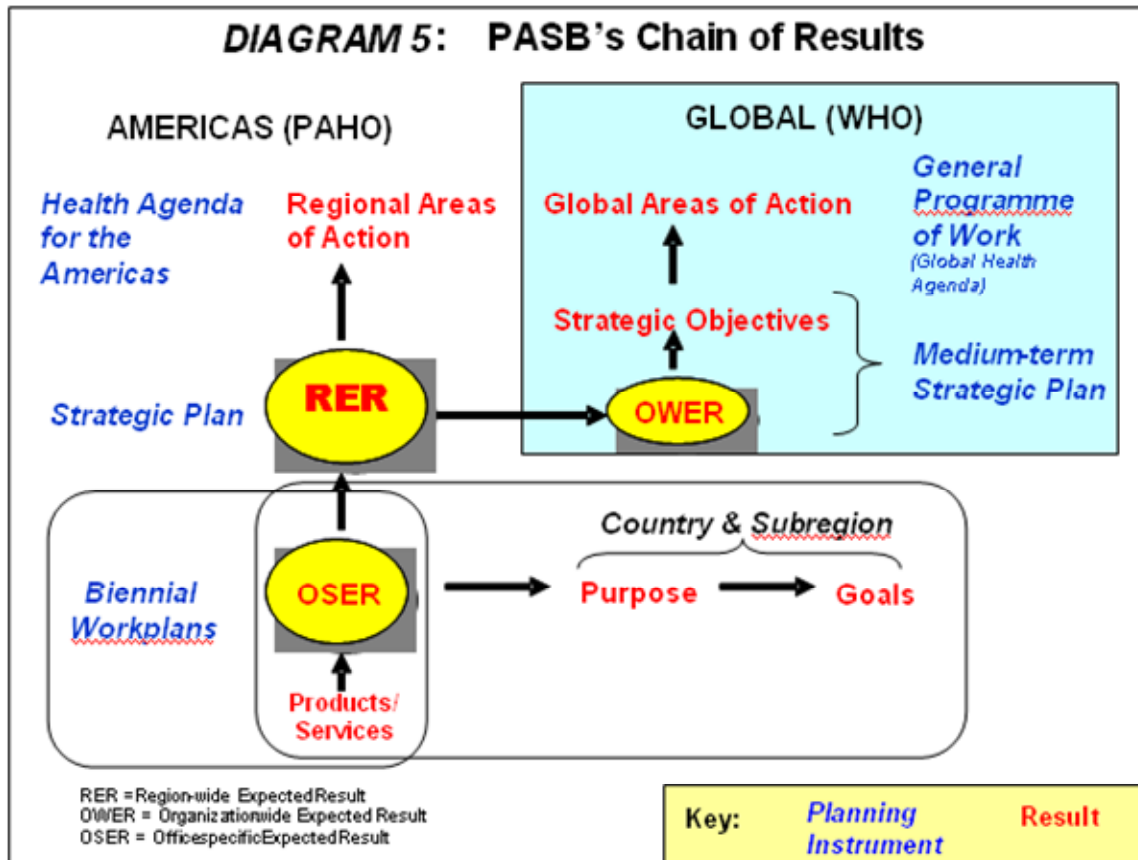 DIAGRAM 5: PASB's Chain of Results
AMERICAS (PAHO)
GLOBAL (WHO)
Health Agenda
for the
Americas
Regional Areas
of Action
Global Areas of Action
General
Programme
of Work
(Global Health
Agenda)
Strategic Objectives
Medium-term
Strategic Plan
Strategic Plan
RER
OWER
Country & Subregion
Biennial
Workplans
OSER
Purpose
Goals
Products/
Services
RER =Region-wide Expected Result
OWER = Organizationwide Expected Result
OSER = OfficespecificExpected Result
Key:
Planning
Instrument
Result